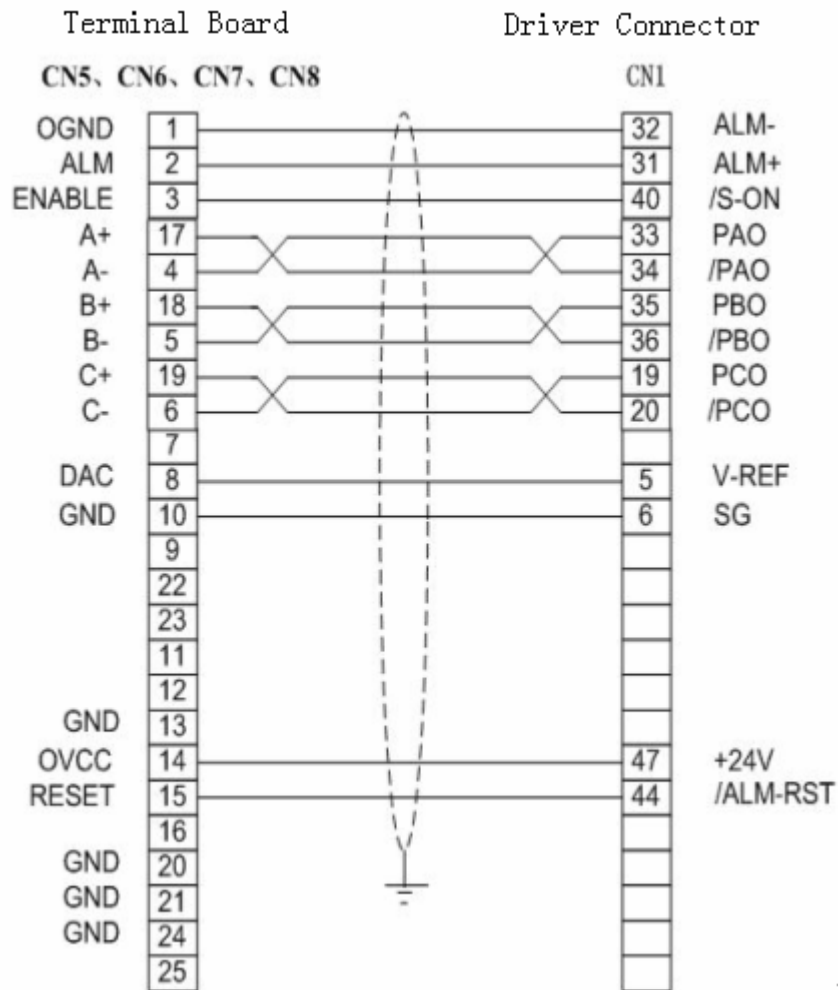 Terminal Board Driver Connector
CN5、CN6、CN7、CN8 CN1
OGND 1 32 ALM-
ALM 2 31 ALM+
ENABLE 3 40 /S-ON
A+ 17 33 PAO
A- 4 34 /PAO
B+ 18 35 PBO
B- 5 36 /PBO
C+ 19 19 PCO
C- 6 20 /PCO
7
DAC 8 5 V-REF
GND 10 6 SG
9
22
23
11
12
GND 13
OVCC 14 47 +24V
RESET 15 44 /ALM-RST
16
GND 20
GND 21
GND 24
25